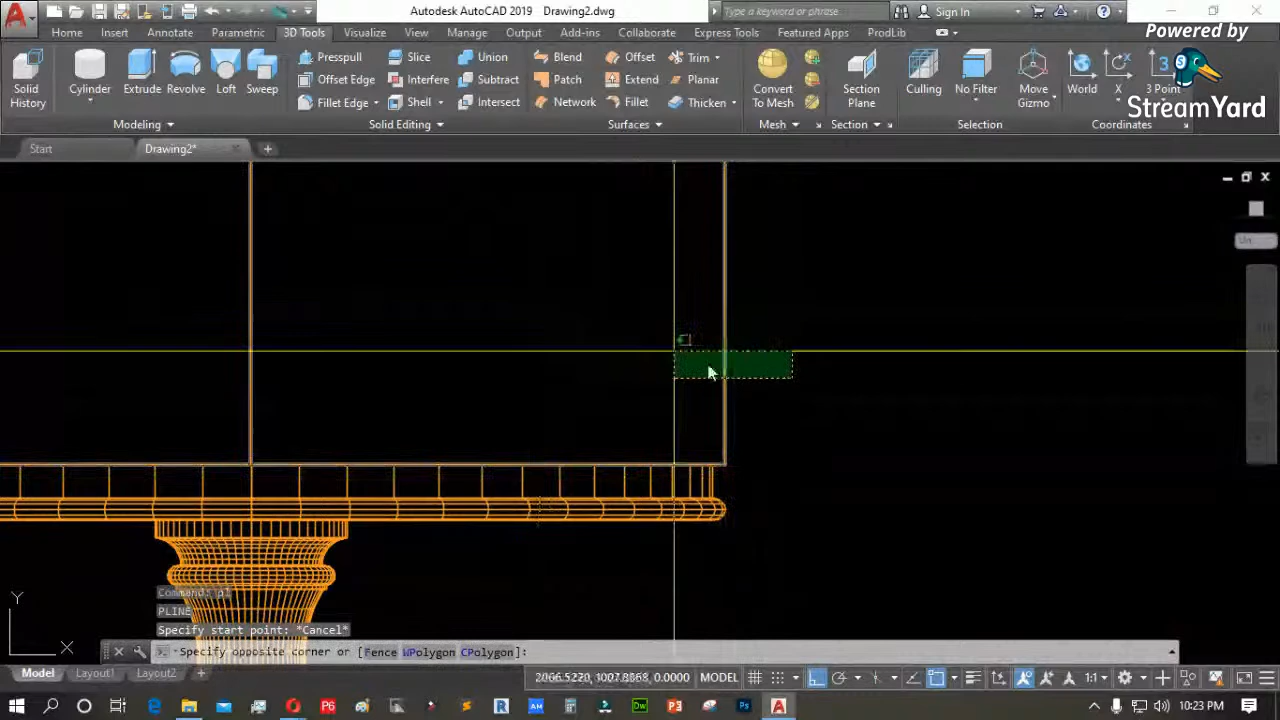 Autodesk AutoCAD 2019 Drawing2.dwg
Type a keyword or phrase
Sign In
Home Insert Annotate Parametric 3D Tools Visualize View Manage Output Add-ins Collaborate Express Tools Featured Apps ProdLib
Powered by
StreamYard
Solid History
Cylinder
Extrude
Revolve
Loft
Sweep
Presspull
Offset Edge
Fillet Edge
Slice
Interfere
Shell
Union
Subtract
Intersect
Blend
Patch
Network
Offset
Extend
Fillet
Trim
Planar
Thicken
Convert To Mesh
Section Plane
Culling
No Filter
Move Gizmo
World
X
3 Point
Modeling
Solid Editing
Surfaces
Mesh
Section
Selection
Coordinates
Start
Drawing2*
Un
Y
X
Command: pl
PLINE
Specify start point: *Cancel*
Specify opposite corner or [Fence WPolygon CPolygon]:
Model Layout1 Layout2
MODEL
1:1
10:23 PM